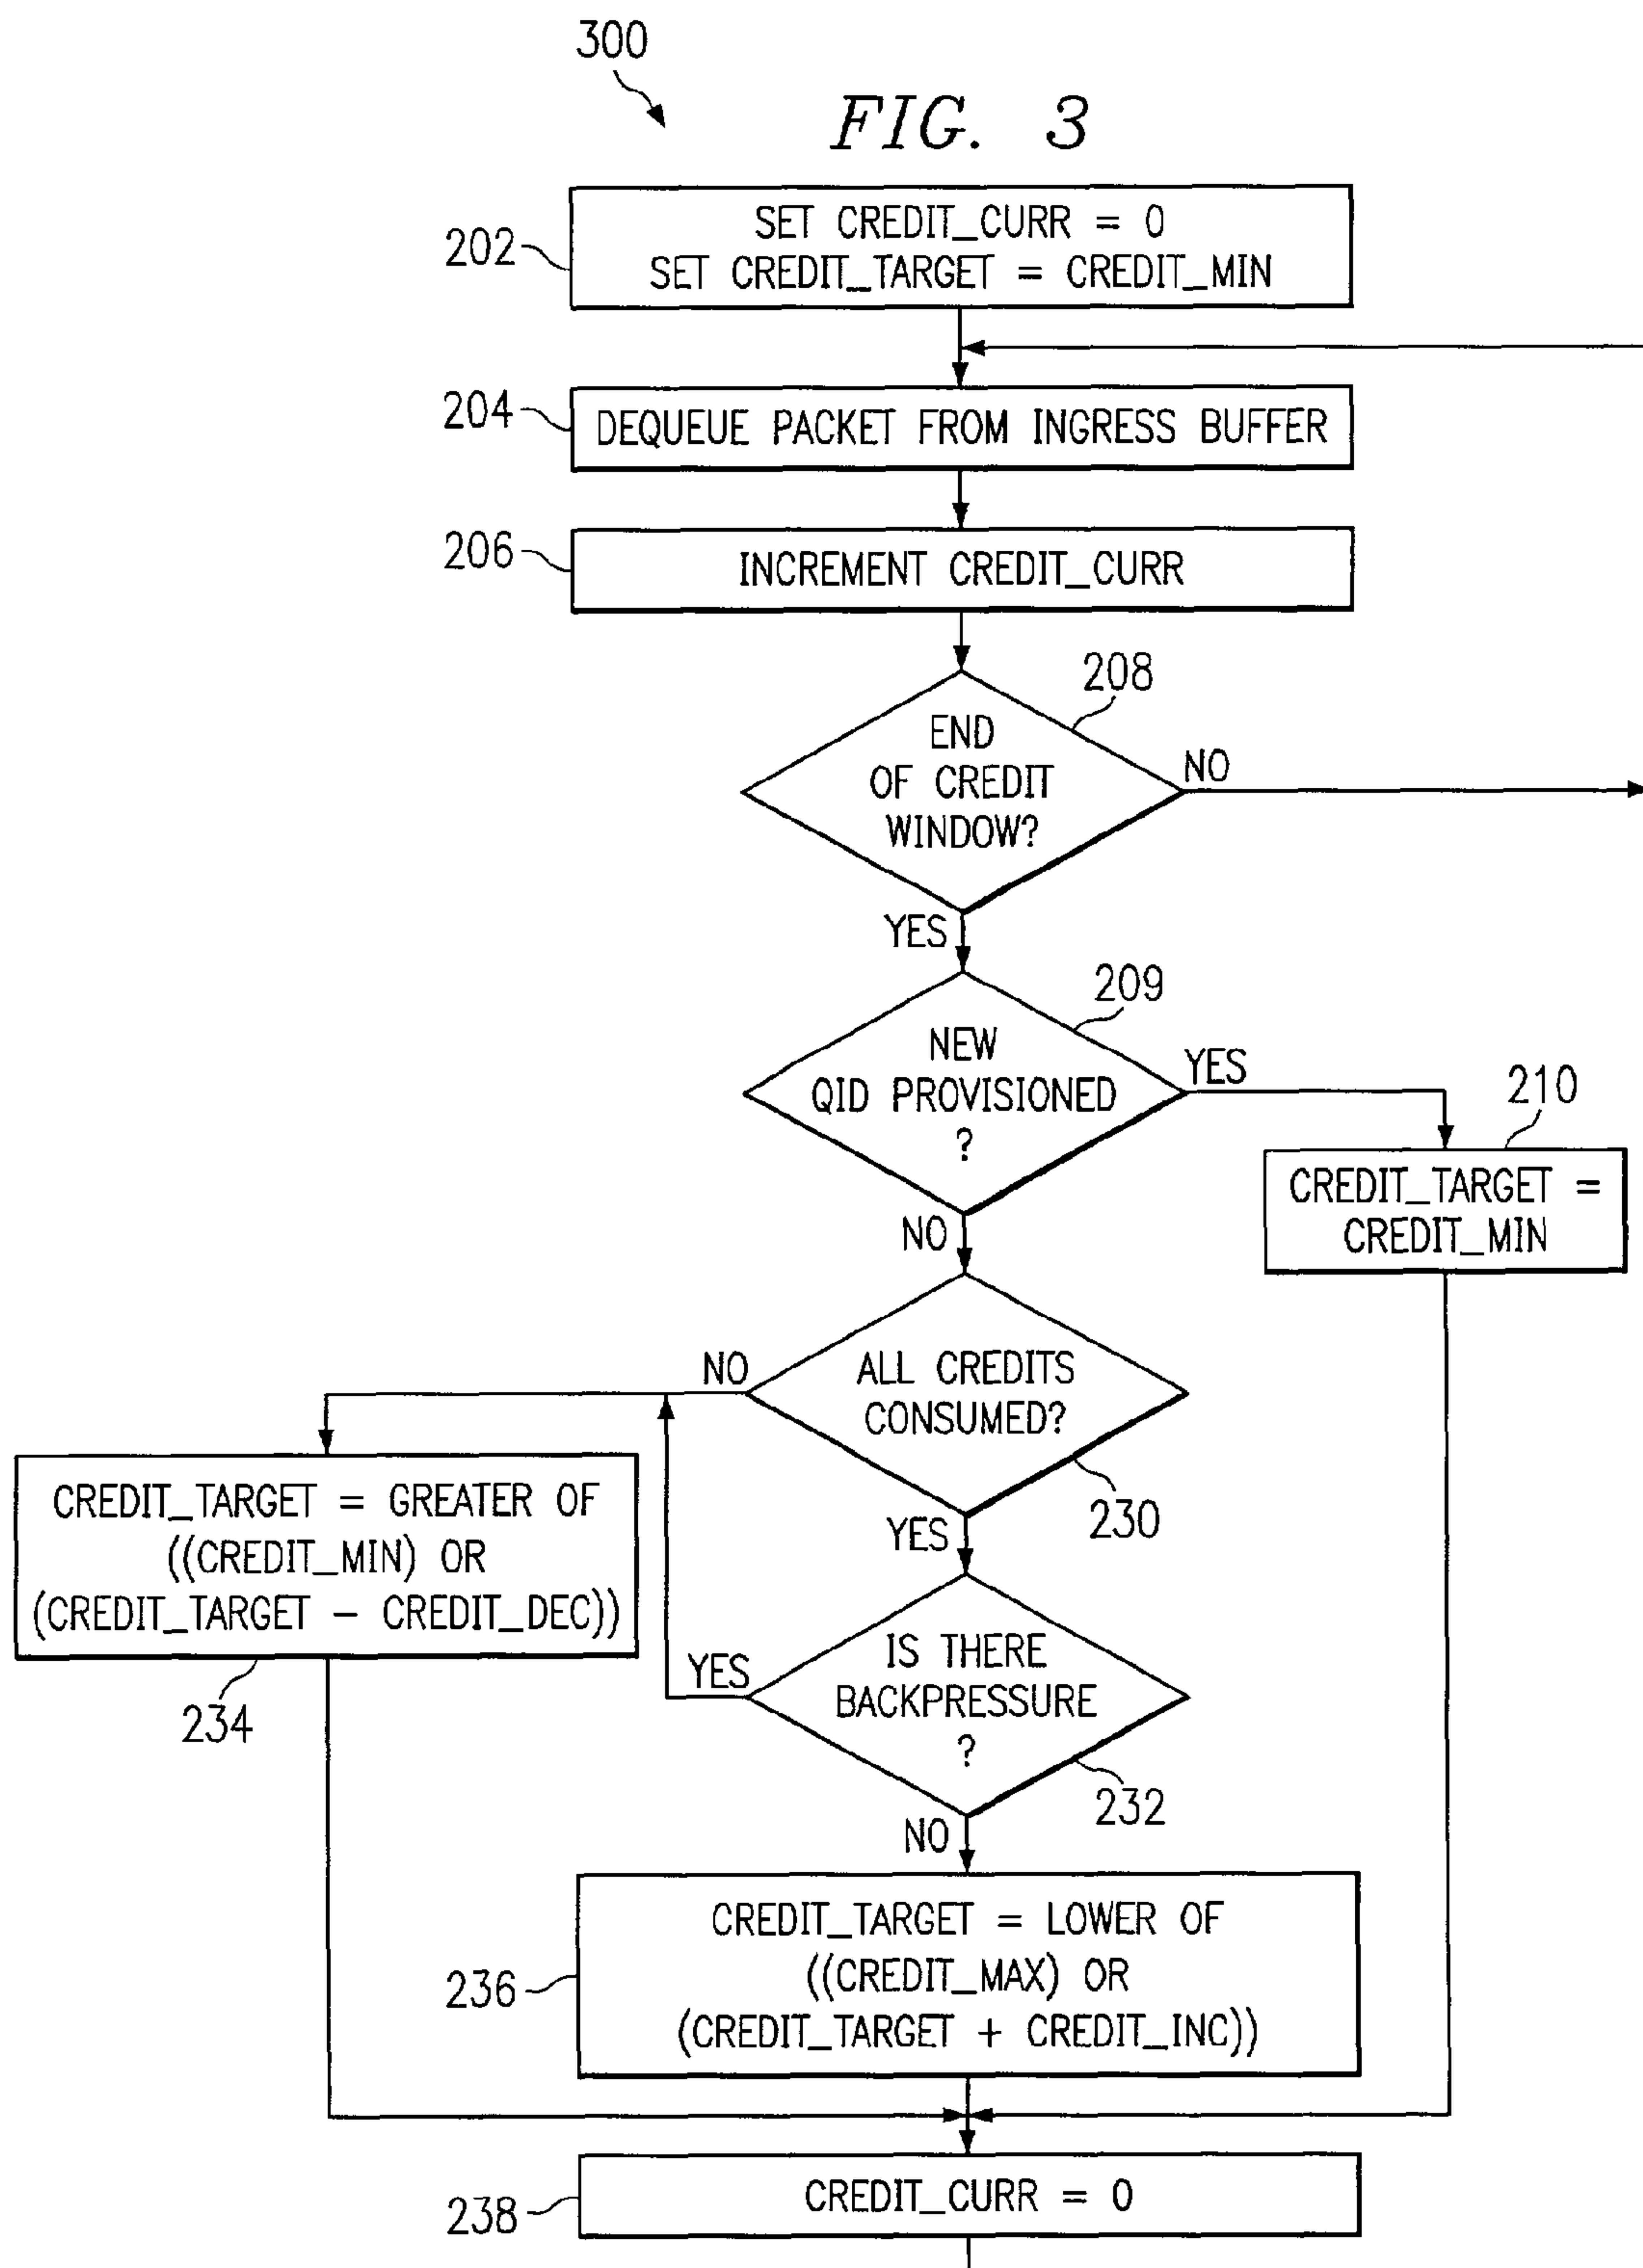 300
FIG. 3
SET CREDIT_CURR = 0
SET CREDIT_TARGET = CREDIT_MIN
202
204
DEQUEUE PACKET FROM INGRESS BUFFER
206
INCREMENT CREDIT_CURR
208
END
OF CREDIT
WINDOW?
NO
YES
209
NEW
QID PROVISIONED
?
YES
210
CREDIT_TARGET =
CREDIT_MIN
NO
ALL CREDITS
CONSUMED?
NO
230
YES
CREDIT_TARGET = GREATER OF
((CREDIT_MIN) OR
(CREDIT_TARGET - CREDIT_DEC))
234
IS THERE
BACKPRESSURE
?
YES
232
NO
CREDIT_TARGET = LOWER OF
((CREDIT_MAX) OR
(CREDIT_TARGET + CREDIT_INC))
236
CREDIT_CURR = 0
238